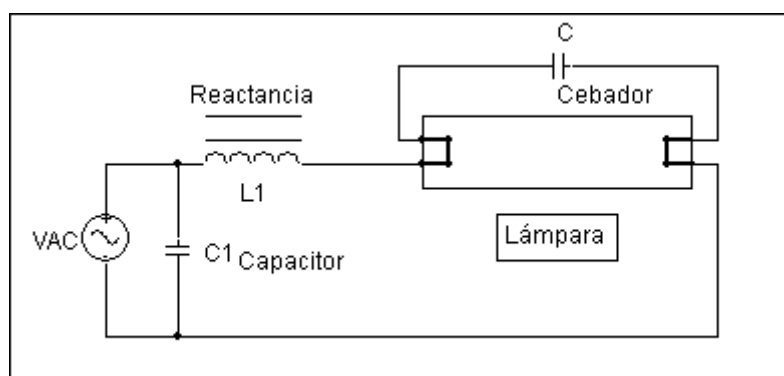 C
Cebador
Reactancia
L1
VAC
C1 Capacitor
Lámpara